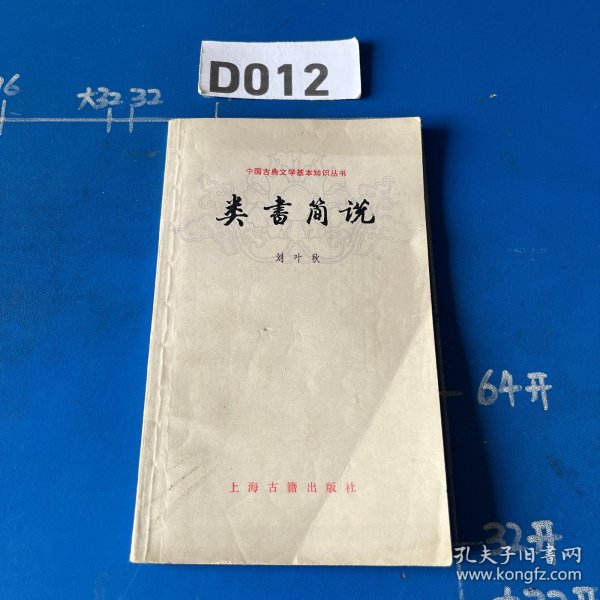 D012
大32 32
中国古典文学基本知识丛书
类书简说
刘叶秋
64开
上海古籍出版社
32开
孔夫子旧书网
www.kongfz.com